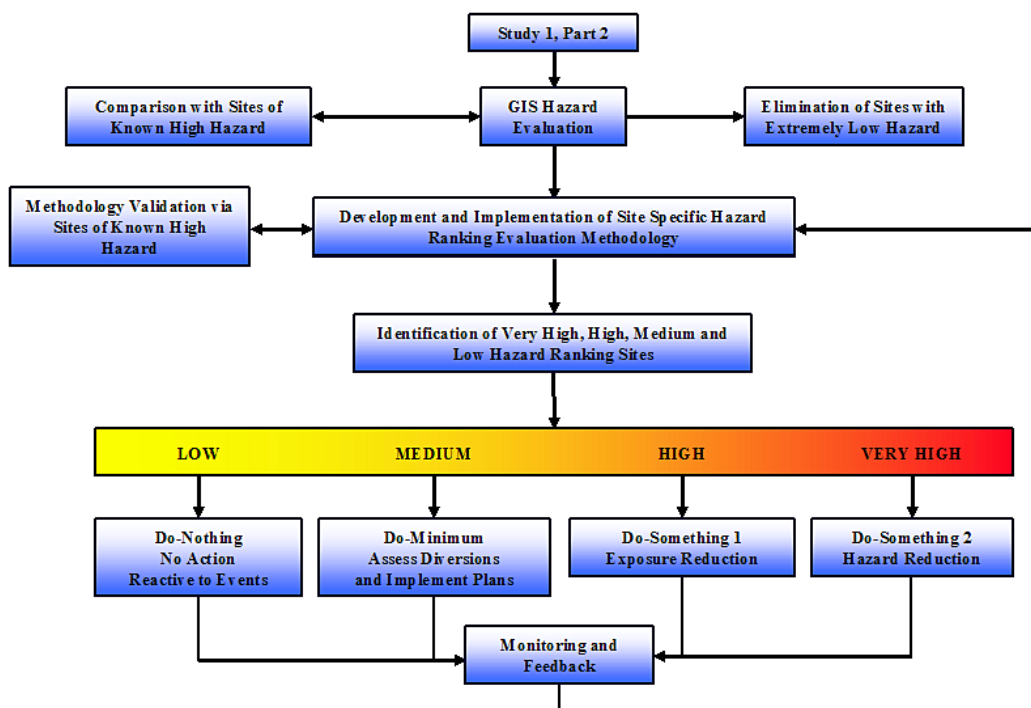 Study 1, Part 2
Comparison with Sites of
Known High Hazard
GIS Hazard
Evaluation
Elimination of Sites with
Extremely Low Hazard
Methodology Validation via
Sites of Known High
Hazard
Development and Implementation of Site Specific Hazard
Ranking Evaluation Methodology
Identification of Very High, High, Medium and
Low Hazard Ranking Sites
LOW
MEDIUM
HIGH
VERY HIGH
Do-Nothing
No Action
Reactive to Events
Do-Minimum
Assess Diversions
and Implement Plans
Do-Something 1
Exposure Reduction
Do-Something 2
Hazard Reduction
Monitoring and
Feedback